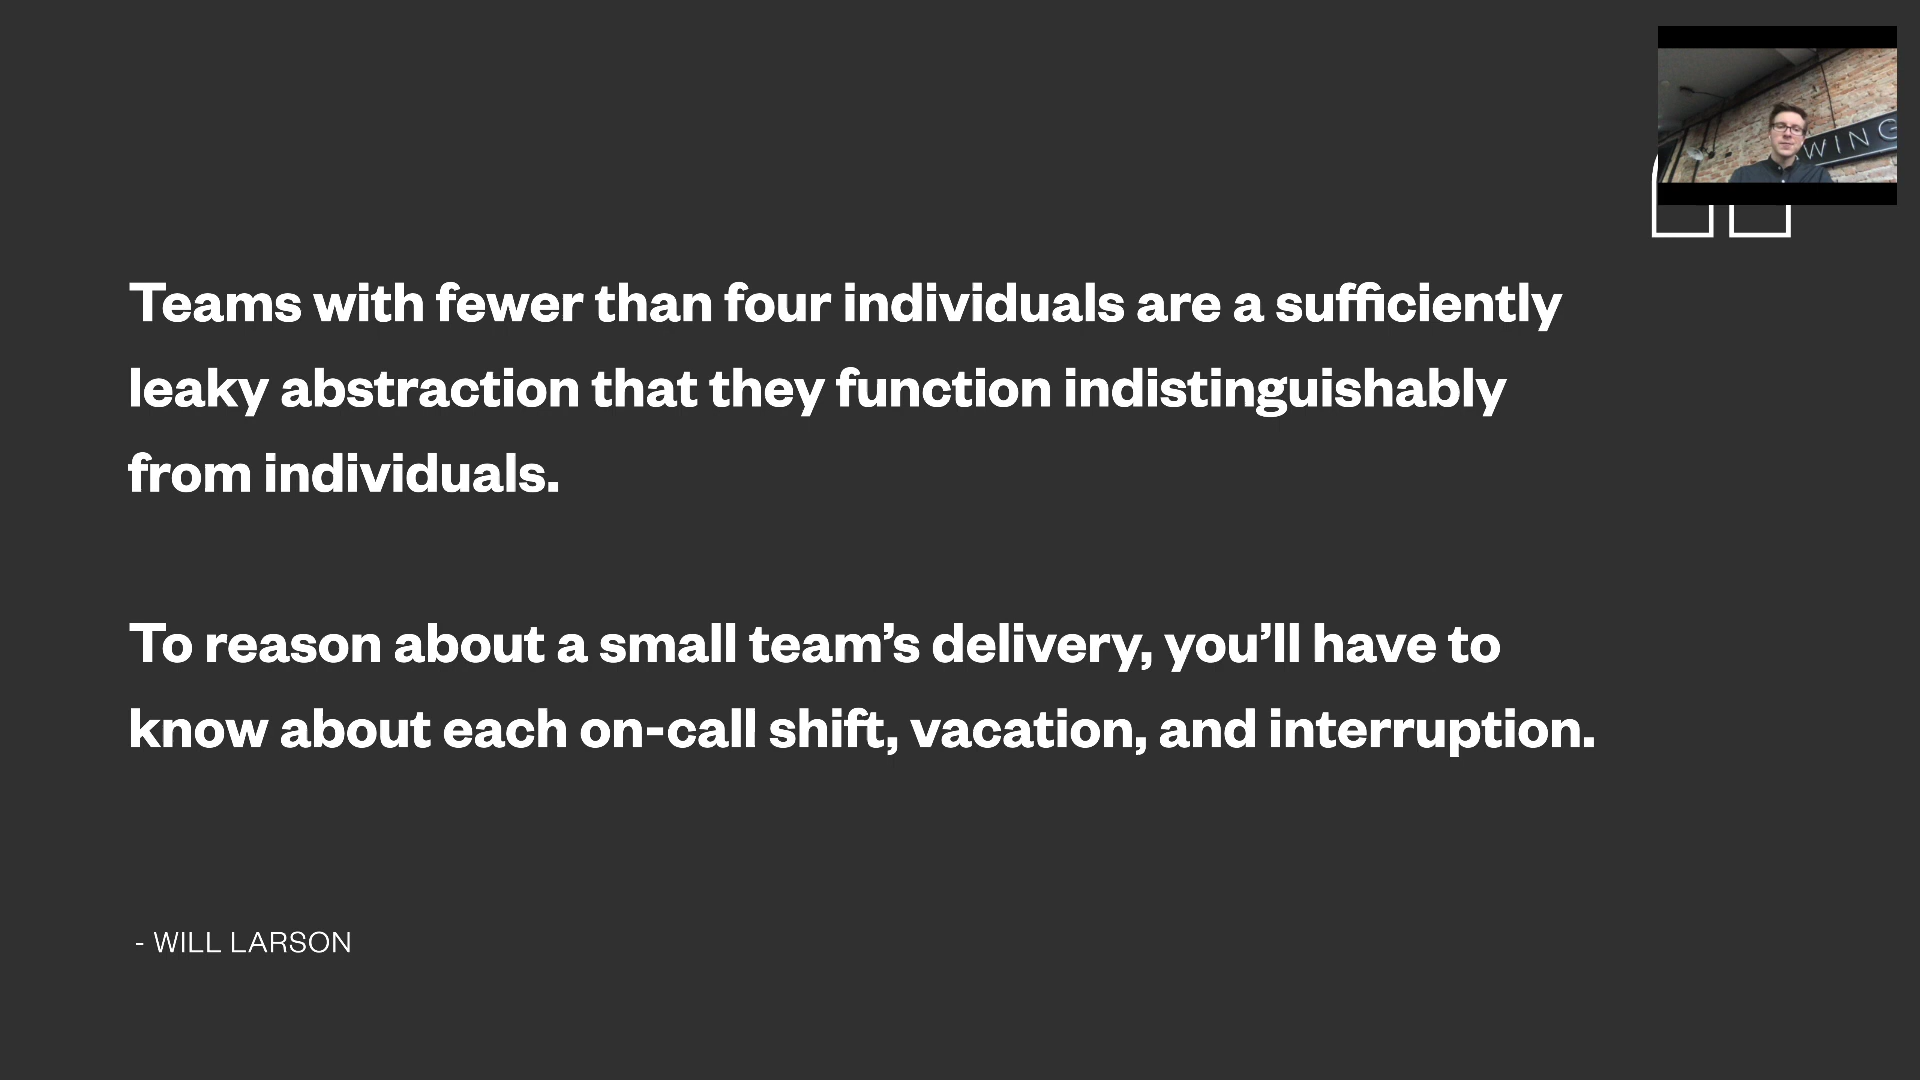 WING
Teams with fewer than four individuals are a sufficiently
leaky abstraction that they function indistinguishably
from individuals.
To reason about a small team’s delivery, you’ll have to
know about each on-call shift, vacation, and interruption.
- WILL LARSON